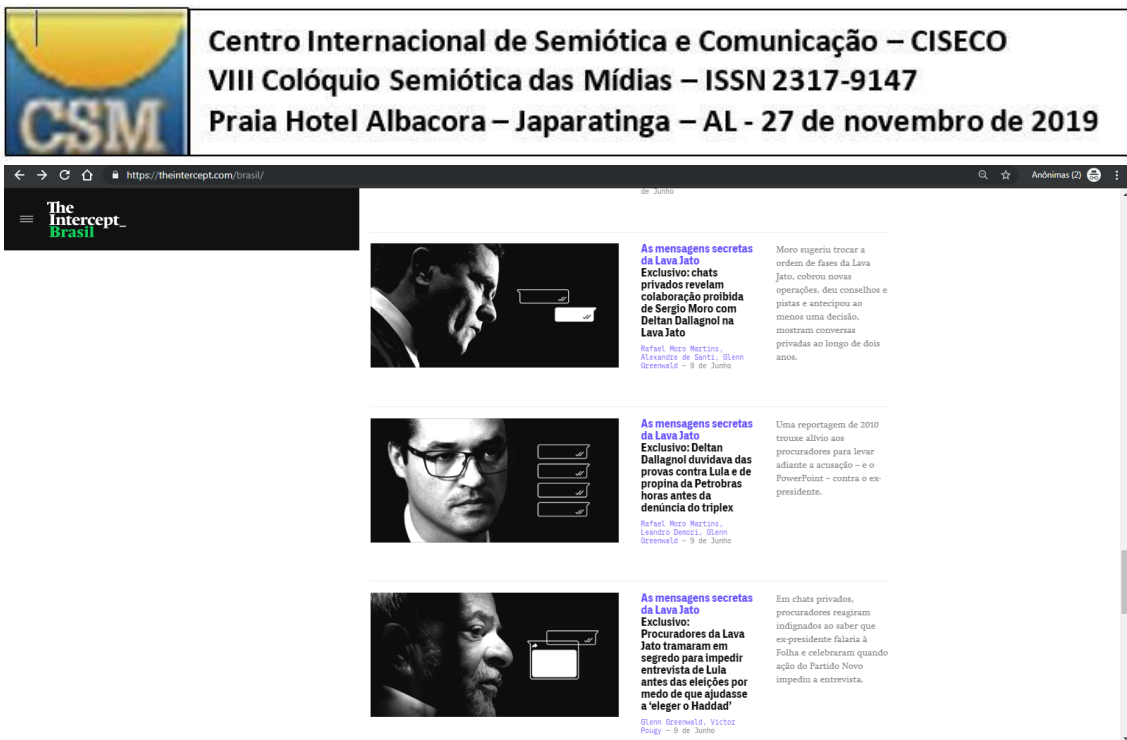 CSM
Centro Internacional de Semiótica e Comunicação – CISECO
VIII Colóquio Semiótica das Mídias – ISSN 2317-9147
Praia Hotel Albacora – Japaratinga – AL - 27 de novembro de 2019
https://theintercept.com/brasil/
Anônimas (2)
The
Intercept_
Brasil
de Junho
As mensagens secretas
da Lava Jato
Exclusivo: chats
privados revelam
colaboração proibida
de Sergio Moro com
Deltan Dallagnol na
Lava Jato
Rafael Moro Martins,
Alexandre de Santi, Glenn
Greenwald – 9 de Junho
Moro sugeriu trocar a
ordem de fases da Lava
Jato, cobrou novas
operações, deu conselhos e
pistas e antecipou ao
menos uma decisão,
mostram conversas
privadas ao longo de dois
anos.
As mensagens secretas
da Lava Jato
Exclusivo: Deltan
Dallagnol duvidava das
provas contra Lula e de
propina da Petrobras
horas antes da
denúncia do triplex
Rafael Moro Martins,
Leandro Demori, Glenn
Greenwald – 9 de Junho
Uma reportagem de 2010
trouxe alívio aos
procuradores para levar
adiante a acusação – e o
PowerPoint – contra o ex-
presidente.
As mensagens secretas
da Lava Jato
Exclusivo:
Procuradores da Lava
Jato tramaram em
segredo para impedir
entrevista de Lula
antes das eleições por
medo de que ajudasse
a ‘eleger o Haddad’
Glenn Greenwald, Victor
Pougy – 9 de Junho
Em chats privados,
procuradores reagiram
indignados ao saber que
ex-presidente falaria à
Folha e celebraram quando
ação do Partido Novo
impediu a entrevista.